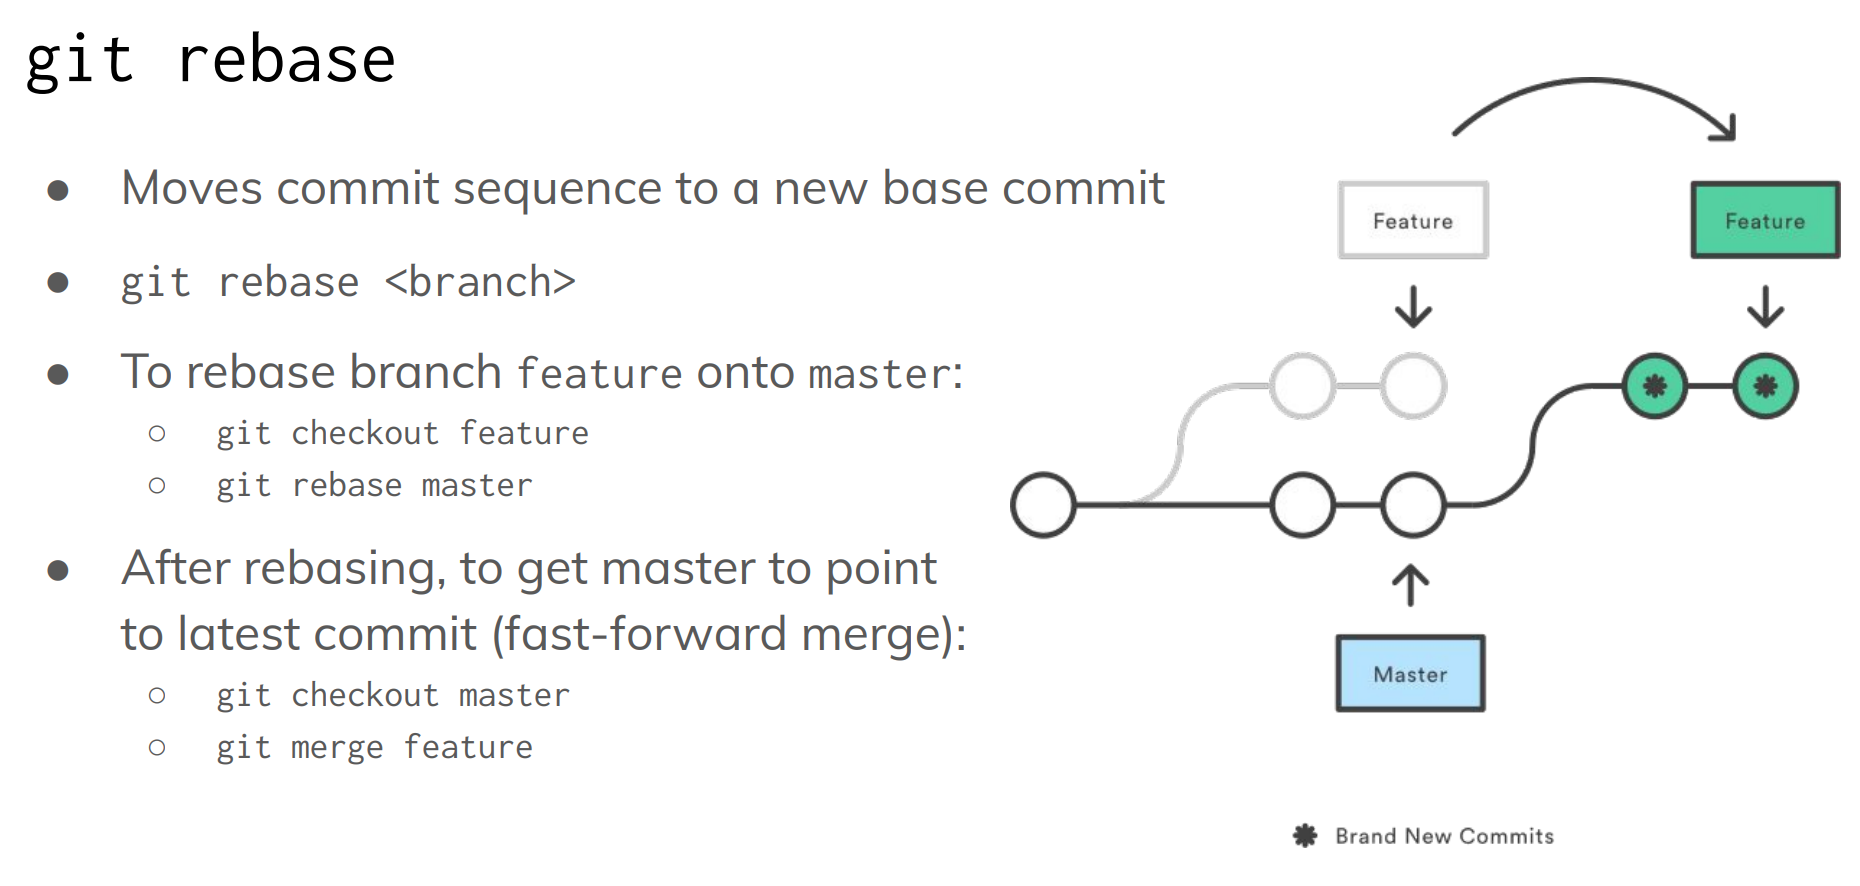 git rebase
● Moves commit sequence to a new base commit
● git rebase <branch>
● To rebase branch feature onto master:
○ git checkout feature
○ git rebase master
● After rebasing, to get master to point
to latest commit (fast-forward merge):
○ git checkout master
○ git merge feature
Feature
Feature
Master
✱ Brand New Commits